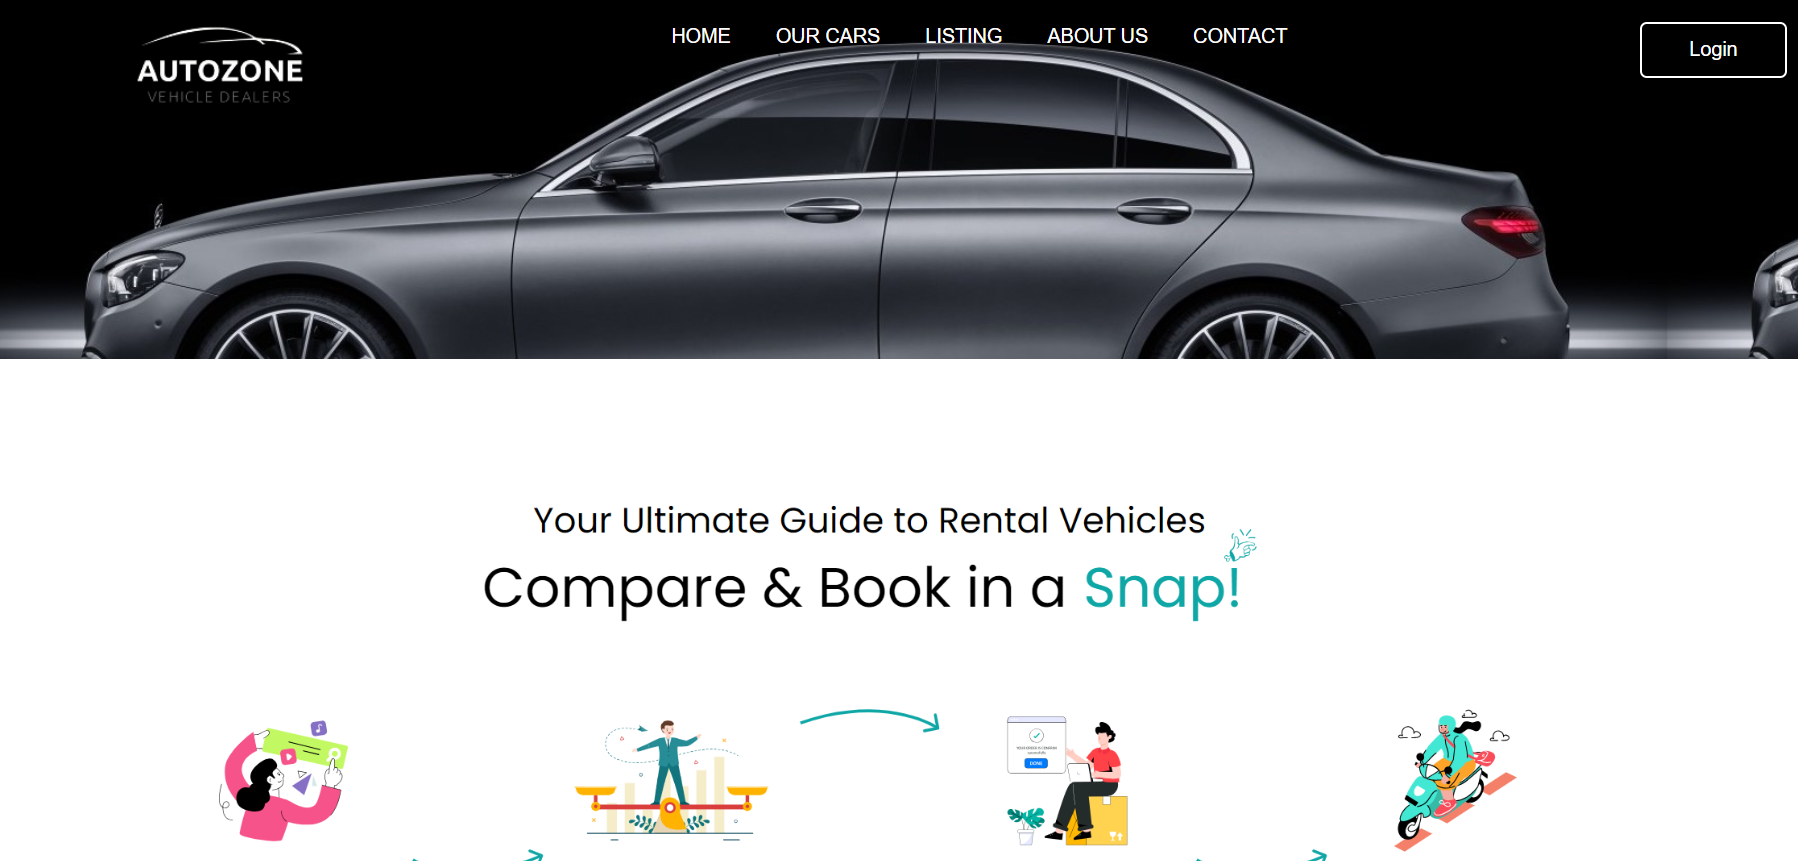 AUTOZONE
VEHICLE DEALERS
HOME OUR CARS LISTING ABOUT US CONTACT
Login
Your Ultimate Guide to Rental Vehicles
Compare & Book in a Snap!
DONE